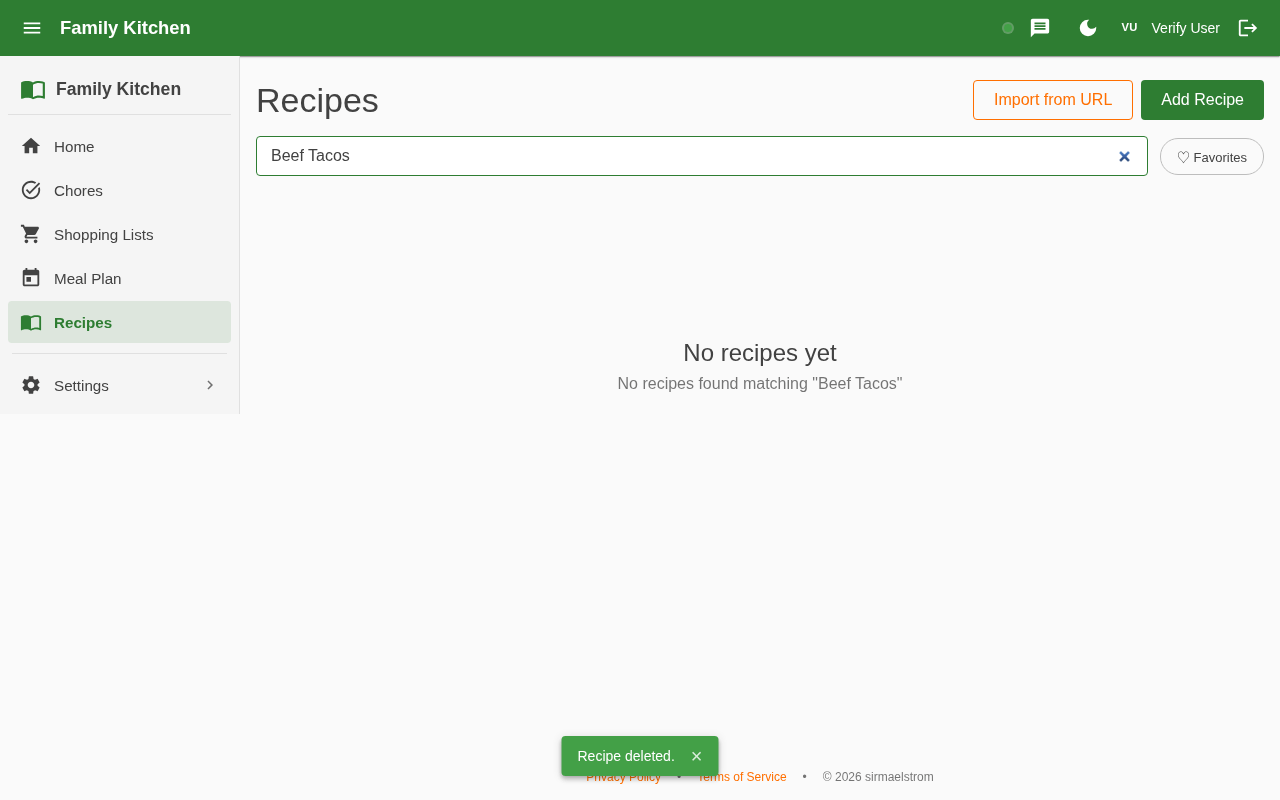 Family Kitchen
VU
Verify User
Family Kitchen
Home
Chores
Shopping Lists
Meal Plan
Recipes
Settings
Recipes
Import from URL
Add Recipe
Beef Tacos
♡ Favorites
No recipes yet
No recipes found matching "Beef Tacos"
Recipe deleted.
Privacy Policy • Terms of Service • © 2026 sirmaelstrom